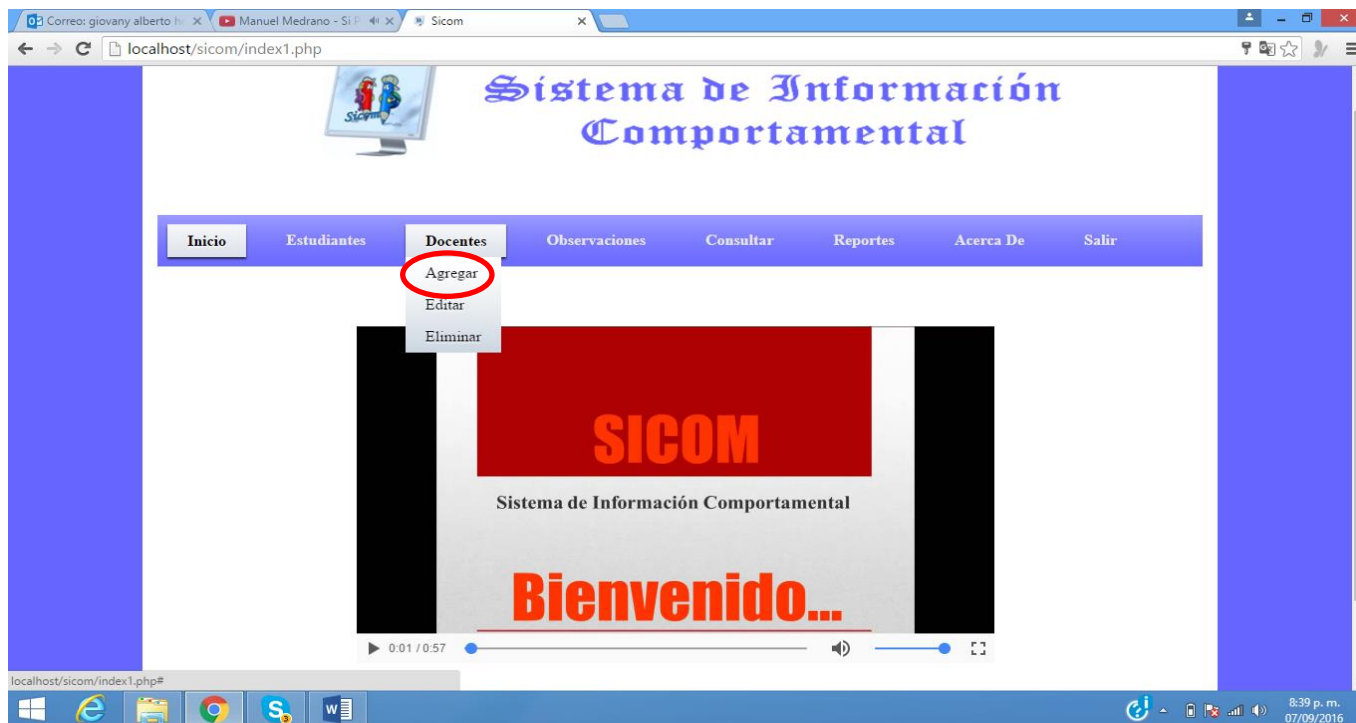 Correo: giovany alberto h
Manuel Medrano - Si P
Sicom
localhost/sicom/index1.php
Sicom
Sistema de Información
Comportamental
Inicio Estudiantes Docentes Observaciones Consultar Reportes Acerca De Salir
Agregar
Editar
Eliminar
SICOM
Sistema de Información Comportamental
Bienvenido...
0:01 / 0:57
localhost/sicom/index1.php#
8:39 p. m.
07/09/2016